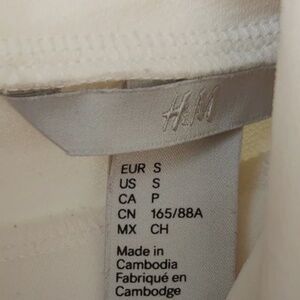 H&M
EUR S
US S
CA P
CN 165/88A
MX CH
Made in
Cambodia
Fabriqué en
Cambodge